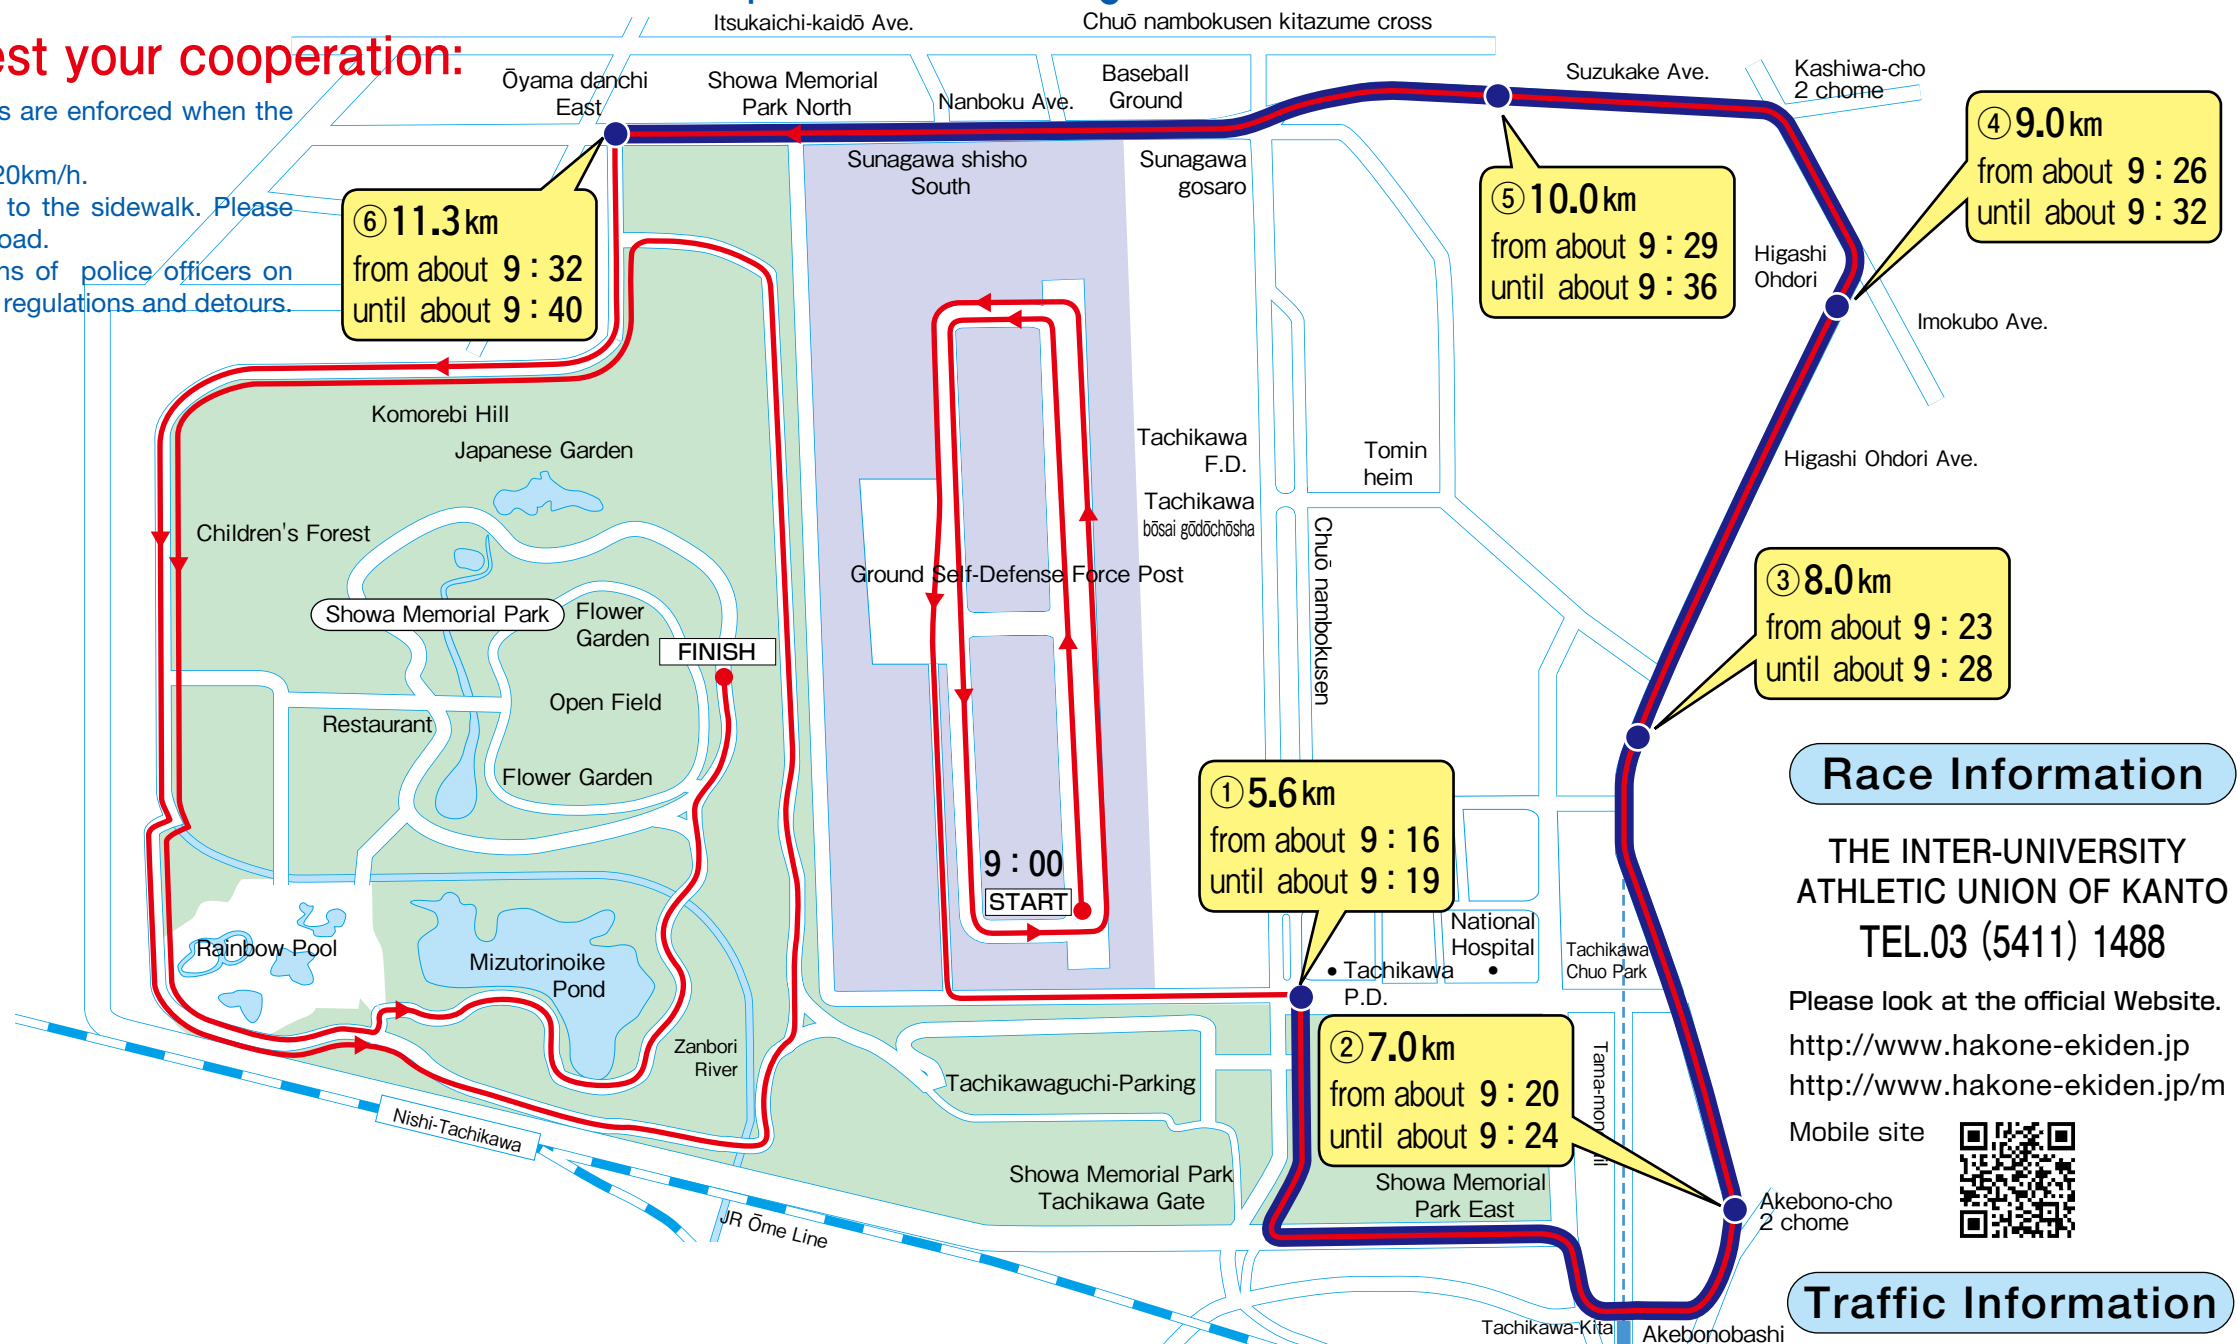 Itsukaichi-kaidō Ave.
Chuō nambokusen kitazume cross
est your cooperation:
s are enforced when the
20km/h.
to the sidewalk. Please
oad.
ns of police officers on
regulations and detours.
Ōyama danchi
East
Showa Memorial
Park North
Nanboku Ave.
Baseball
Ground
Suzukake Ave.
Kashiwa-cho
2 chome
④9.0km
from about 9:26
until about 9:32
Sunagawa shisho
South
Sunagawa
gosaro
⑤10.0km
from about 9:29
until about 9:36
⑥11.3km
from about 9:32
until about 9:40
Higashi
Ohdori
Imokubo Ave.
Komorebi Hill
Japanese Garden
Tachikawa
F.D.
Tomin
heim
Higashi Ohdori Ave.
Tachikawa
bōsai gōdōchōsha
Children's Forest
Chuō nambokusen
Ground Self-Defense Force Post
③8.0km
from about 9:23
until about 9:28
Showa Memorial Park
Flower
Garden
FINISH
Open Field
Restaurant
Flower Garden
①5.6km
from about 9:16
until about 9:19
9:00
START
Race Information
THE INTER-UNIVERSITY
ATHLETIC UNION OF KANTO
TEL.03 (5411) 1488
National
Hospital
Tachikawa
Chuo Park
Rainbow Pool
Mizutorinoike
Pond
• Tachikawa
P.D.
Please look at the official Website.
http://www.hakone-ekiden.jp
http://www.hakone-ekiden.jp/m
Mobile site
②7.0km
from about 9:20
until about 9:24
Zanbori
River
Tachikawaguchi-Parking
Nishi-Tachikawa
Showa Memorial Park
Tachikawa Gate
Showa Memorial
Park East
Akebono-cho
2 chome
JR Ōme Line
Tachikawa-Kita
Akebonobashi
Traffic Information